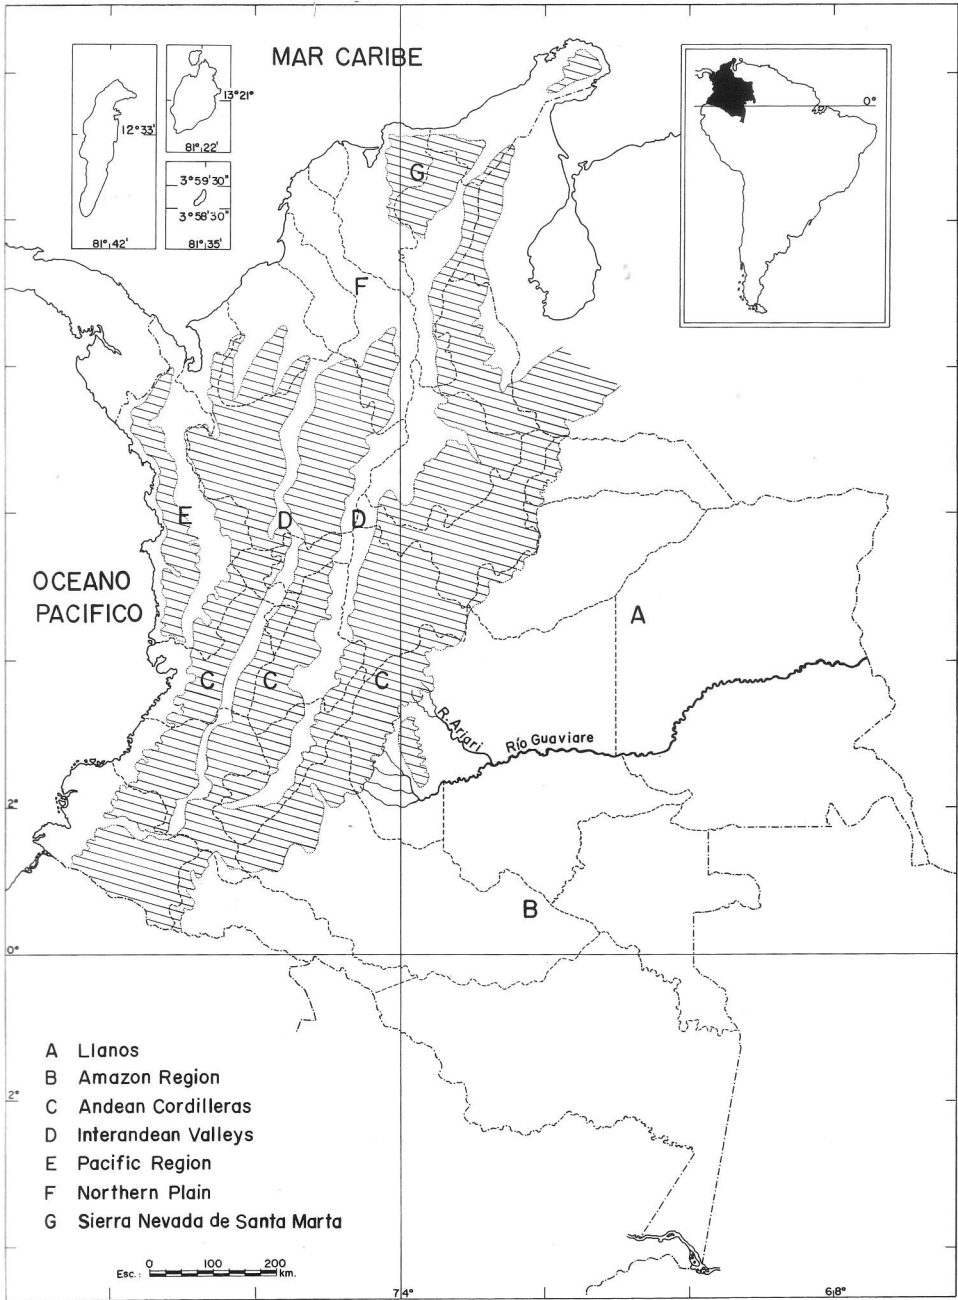 MAR CARIBE
12°33'
81°42'
13°21°
81°22'
3°59'30"
3°58'30"
81°35'
0°
G
F
E
D
D
OCEANO
PACIFICO
A
C
C
C
R. Ariari
Río Guaviare
2°
B
0°
A Llanos
B Amazon Region
C Andean Cordilleras
D Interandean Valleys
E Pacific Region
F Northern Plain
G Sierra Nevada de Santa Marta
2°
Esc.: 0 100 200 km.
74°
68°